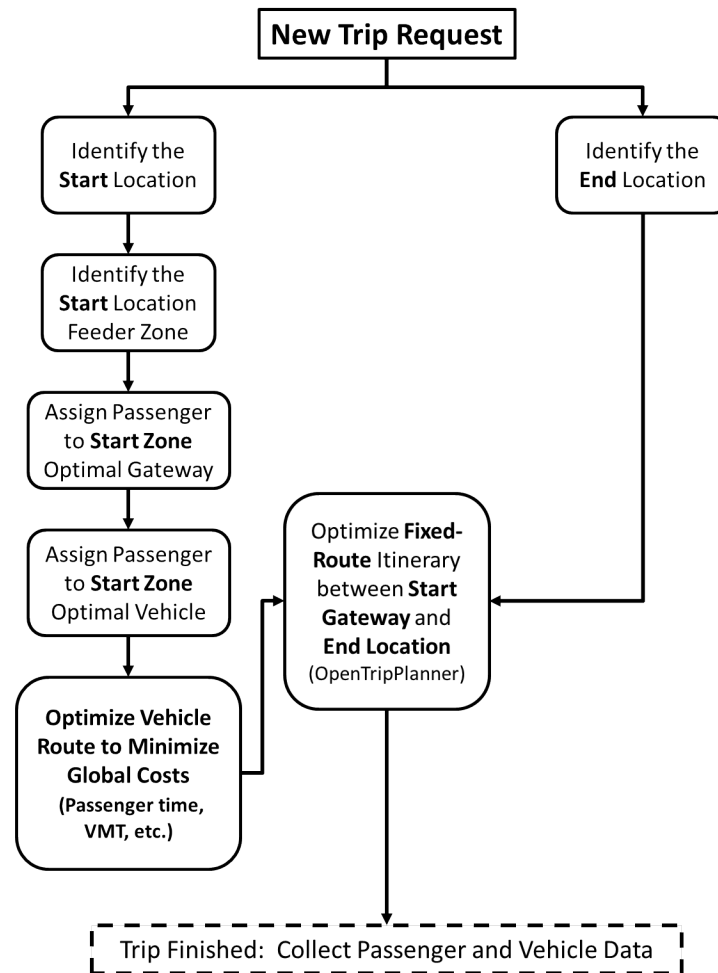 New Trip Request
Identify the
Start Location
Identify the
End Location
Identify the
Start Location
Feeder Zone
Assign Passenger
to Start Zone
Optimal Gateway
Assign Passenger
to Start Zone
Optimal Vehicle
Optimize Vehicle
Route to Minimize
Global Costs
(Passenger time,
VMT, etc.)
Optimize Fixed-
Route Itinerary
between Start
Gateway and
End Location
(OpenTripPlanner)
Trip Finished: Collect Passenger and Vehicle Data